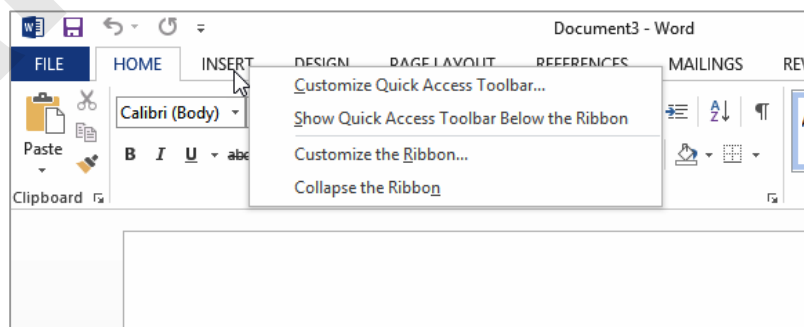 Document3 - Word
FILE HOME INSERT DESIGN PAGE LAYOUT REFERENCES MAILINGS
Customize Quick Access Toolbar...
Calibri (Body)
Show Quick Access Toolbar Below the Ribbon
Paste
B I U abc
Customize the Ribbon...
Collapse the Ribbon
Clipboard